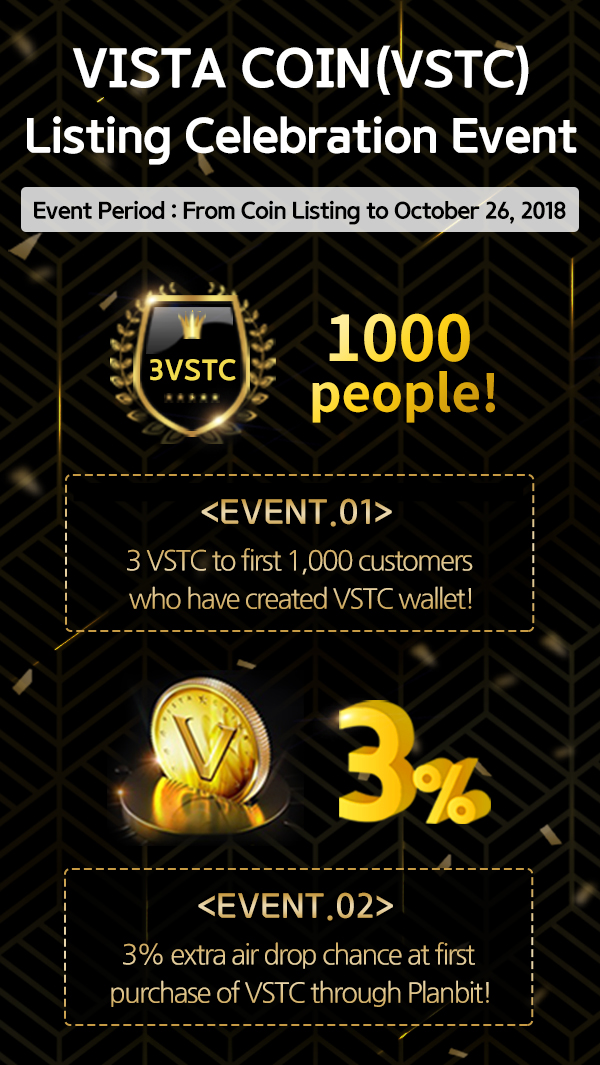 VISTA COIN(VSTC)
Listing Celebration Event
Event Period : From Coin Listing to October 26, 2018
3VSTC
1000
people!
<EVENT.01>
3 VSTC to first 1,000 customers
who have created VSTC wallet!
V
3%
<EVENT.02>
3% extra air drop chance at first
purchase of VSTC through Planbit!